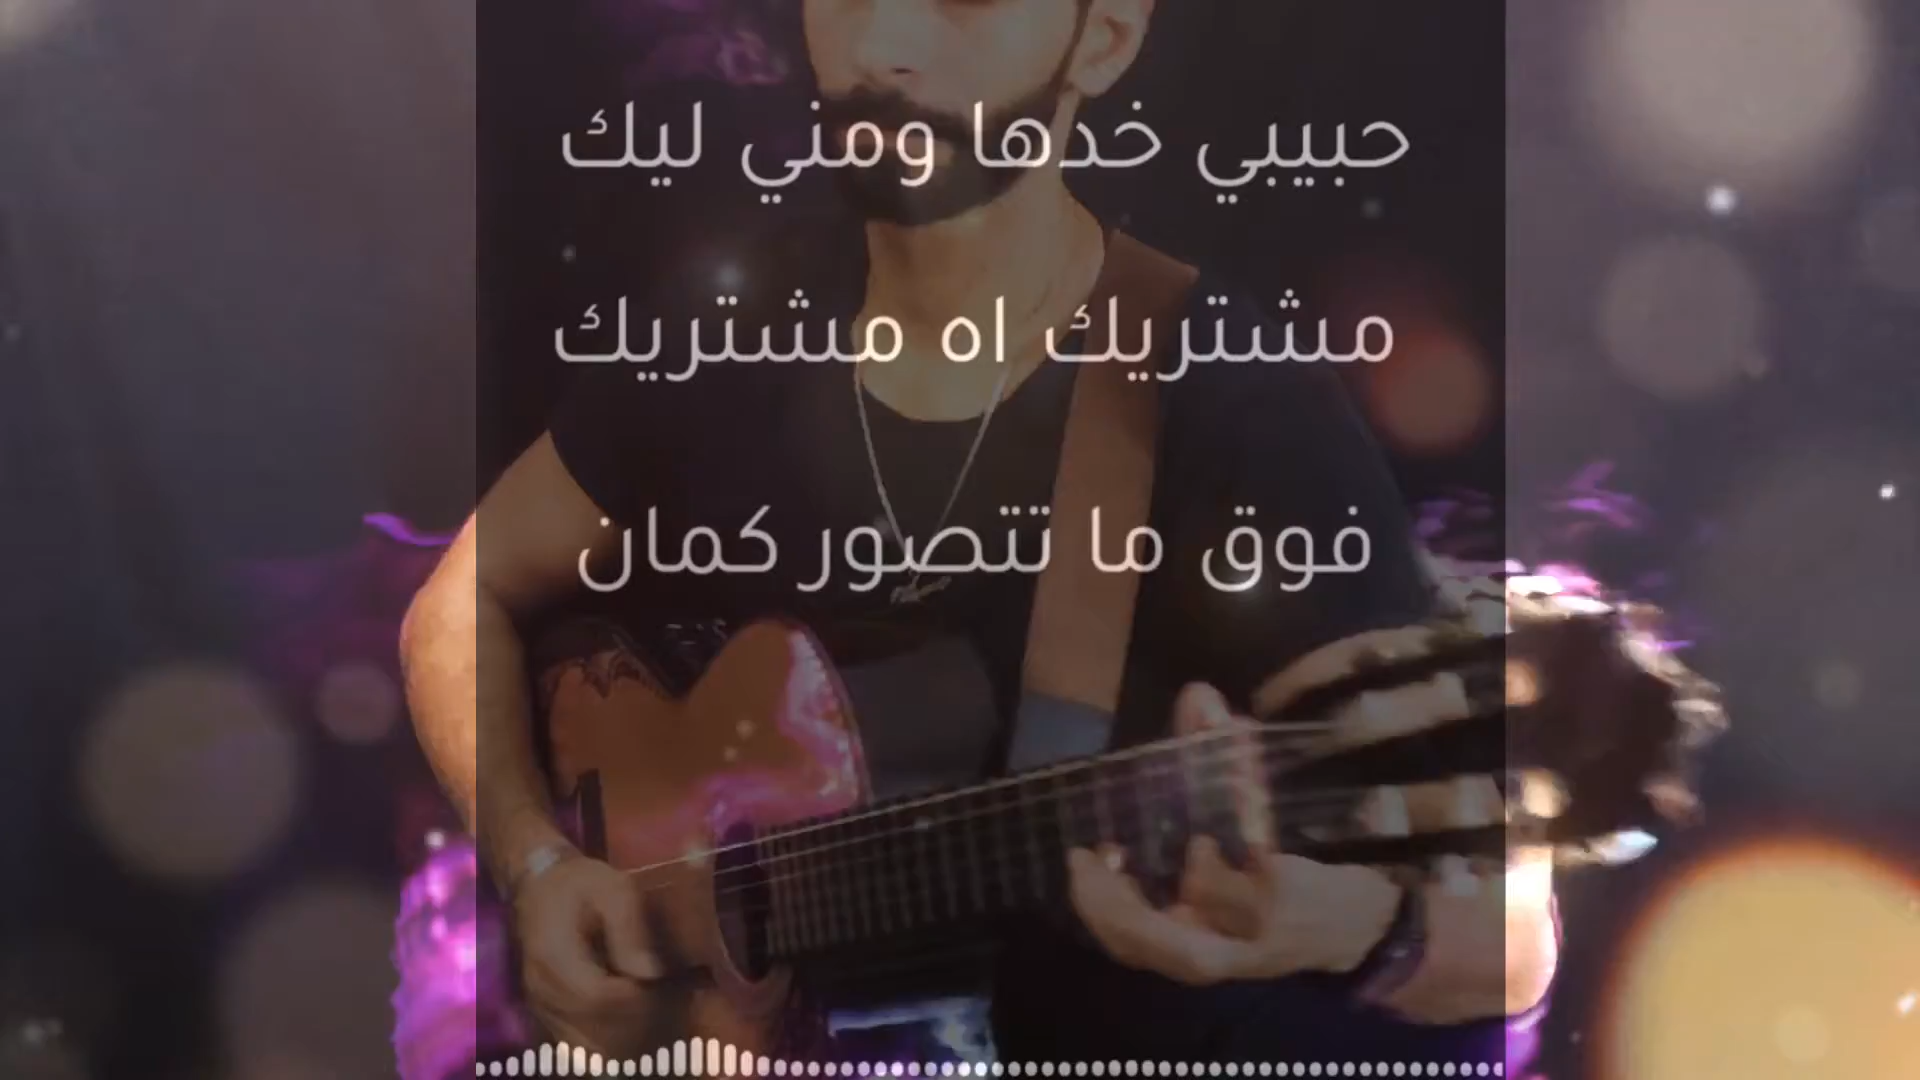 حبيبي خدها ومني ليك
مشتريك اه مشتريك
فوق ما تتصور كمان